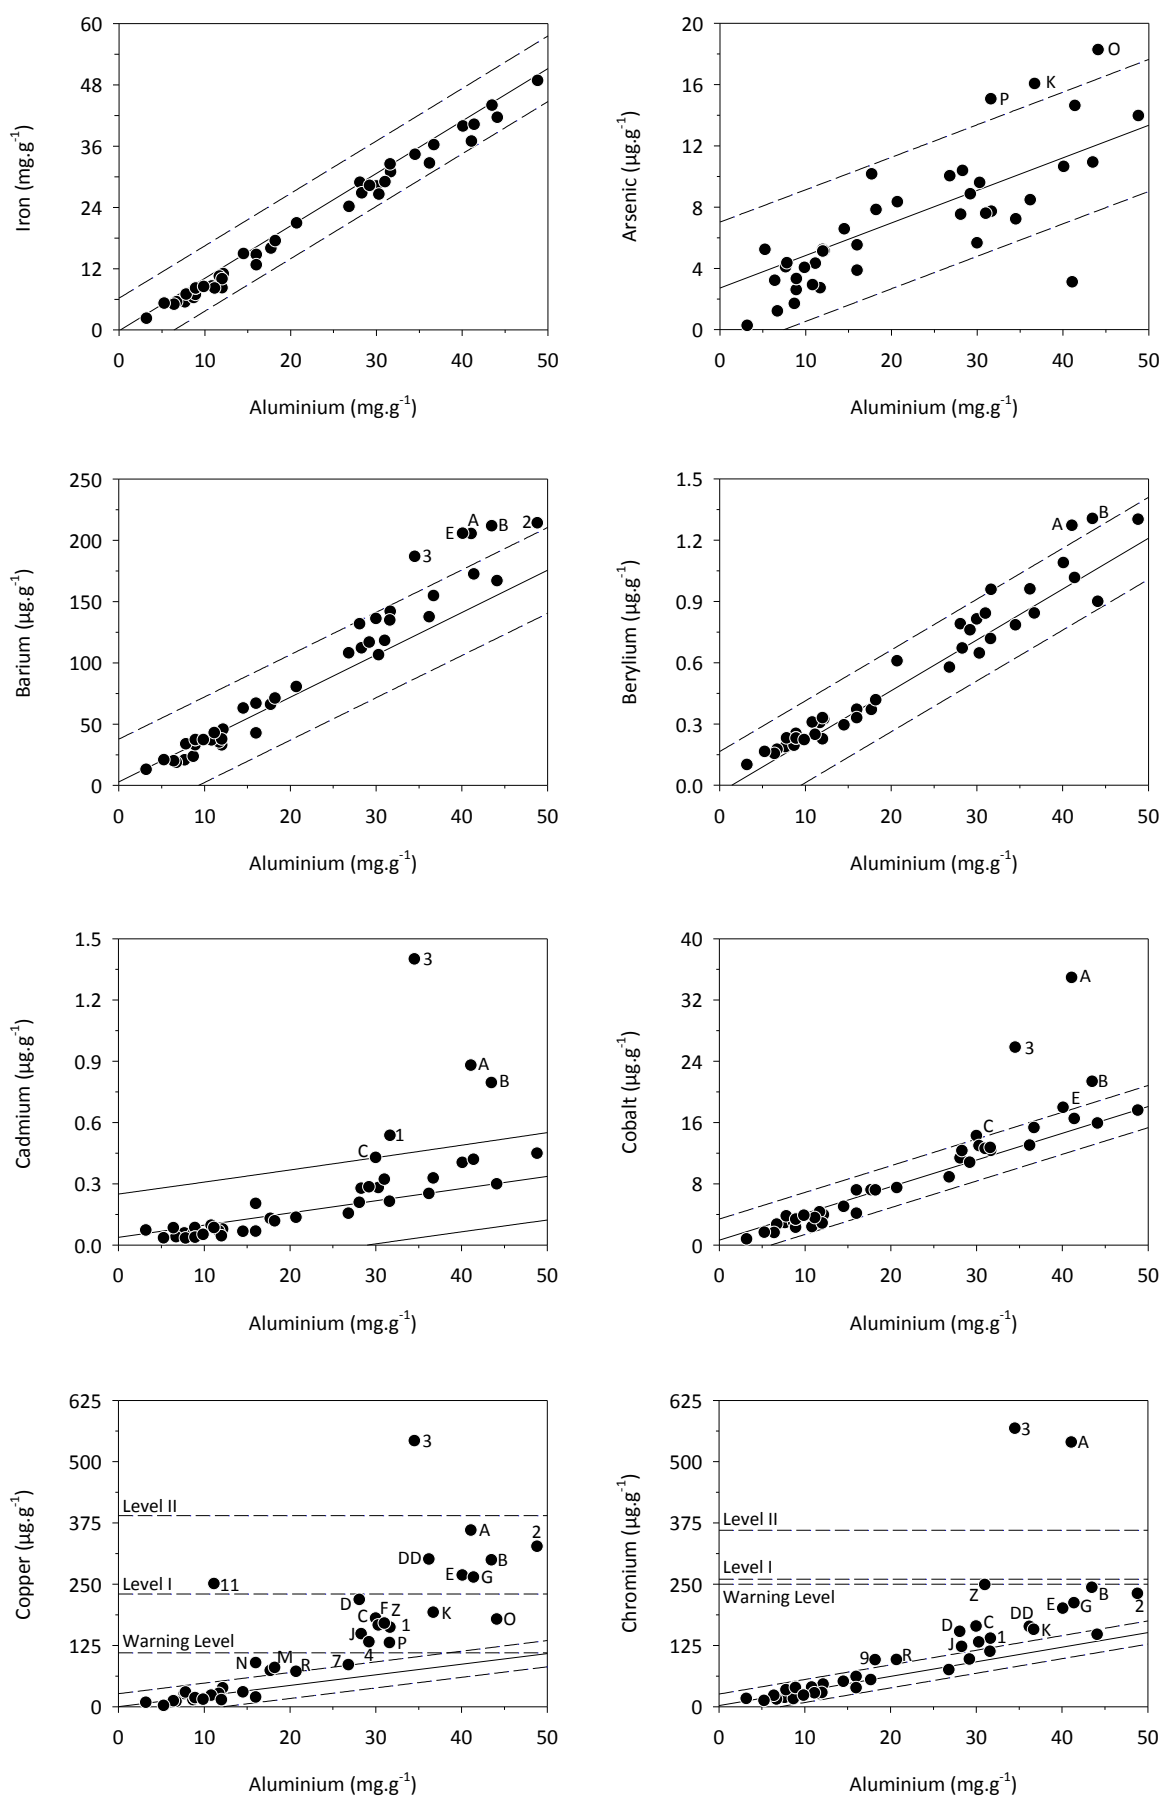 60
48
36
24
12
0
Iron (mg.g⁻¹)
0 10 20 30 40 50
Aluminium (mg.g⁻¹)
20
16
12
8
4
0
Arsenic (µg.g⁻¹)
O
K
P
0 10 20 30 40 50
Aluminium (mg.g⁻¹)
250
200
150
100
50
0
Barium (µg.g⁻¹)
A
B
2
E
3
0 10 20 30 40 50
Aluminium (mg.g⁻¹)
1.5
1.2
0.9
0.6
0.3
0.0
Berylium (µg.g⁻¹)
A
B
0 10 20 30 40 50
Aluminium (mg.g⁻¹)
1.5
1.2
0.9
0.6
0.3
0.0
Cadmium (µg.g⁻¹)
3
A
B
1
C
0 10 20 30 40 50
Aluminium (mg.g⁻¹)
40
32
24
16
8
0
Cobalt (µg.g⁻¹)
A
3
B
E
C
0 10 20 30 40 50
Aluminium (mg.g⁻¹)
625
500
375
250
125
0
Copper (µg.g⁻¹)
3
Level II
A
2
DD
B
E
G
11
Level I
D
F
Z
C
K
O
1
J
P
Warning Level
4
N
M
R
7
0 10 20 30 40 50
Aluminium (mg.g⁻¹)
625
500
375
250
125
0
Chromium (µg.g⁻¹)
3
A
Level II
Level I
Warning Level
Z
B
2
E
G
DD
K
D
C
J
1
9
R
0 10 20 30 40 50
Aluminium (mg.g⁻¹)